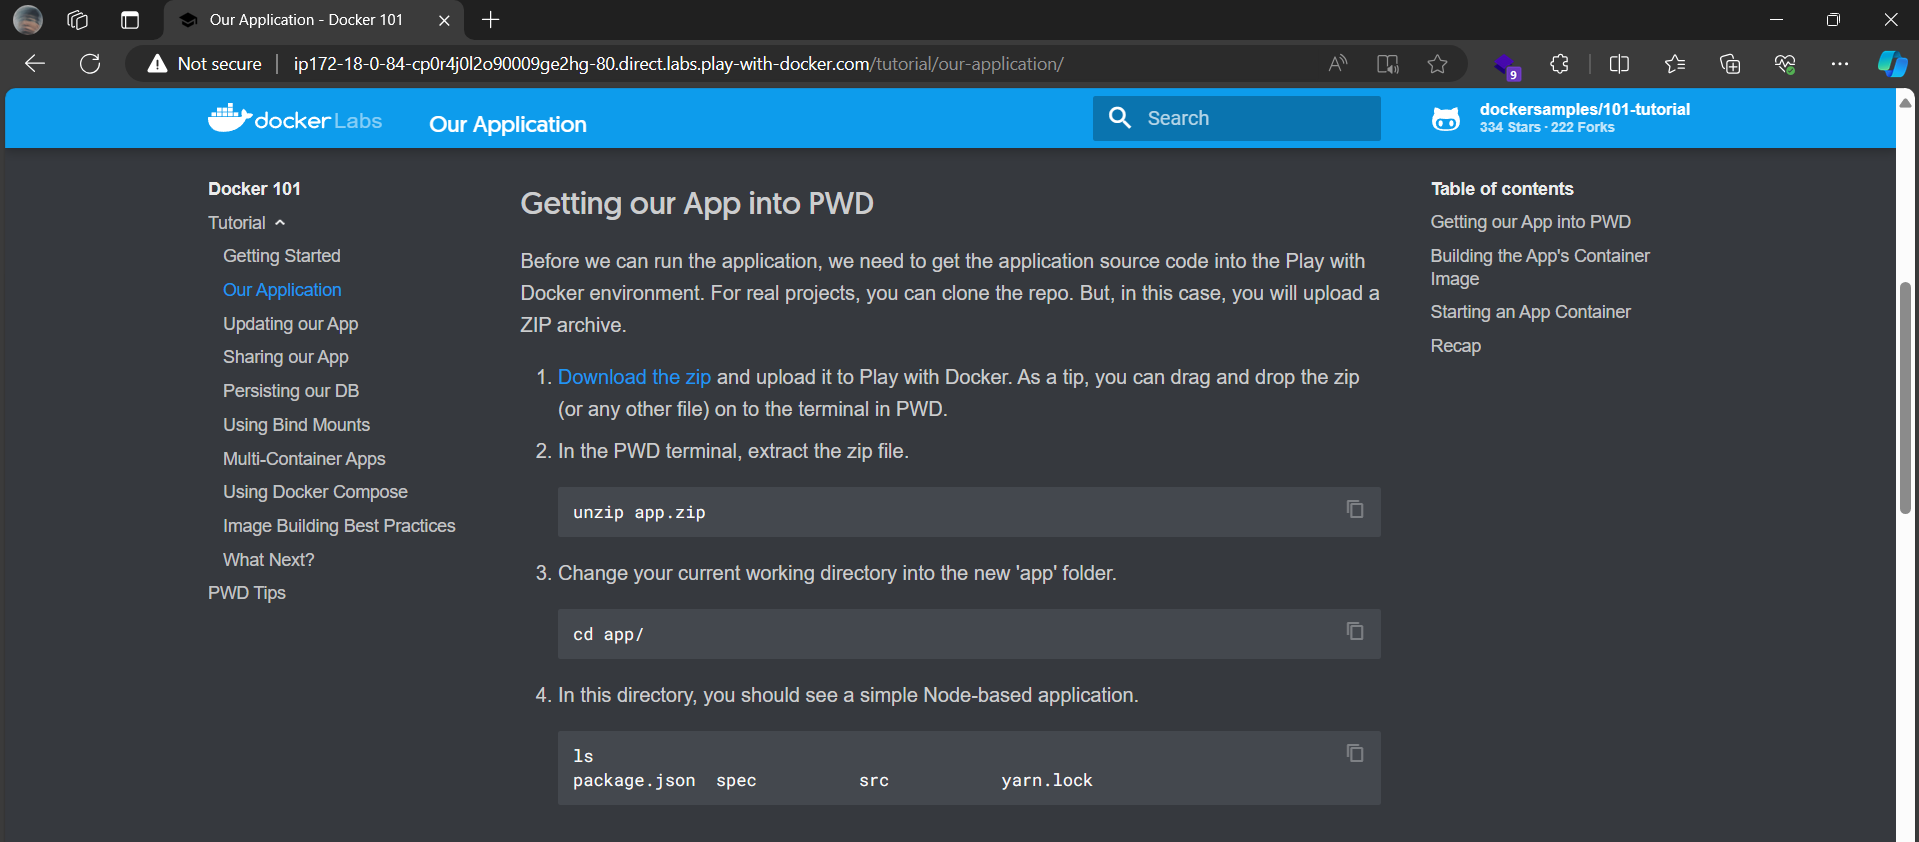 Our Application - Docker 101
Not secure
ip172-18-0-84-cp0r4j0l2o90009ge2hg-80.direct.labs.play-with-docker.com/tutorial/our-application/
9
docker Labs
Our Application
Search
dockersamples/101-tutorial
334 Stars · 222 Forks
Docker 101
Tutorial
Getting Started
Our Application
Updating our App
Sharing our App
Persisting our DB
Using Bind Mounts
Multi-Container Apps
Using Docker Compose
Image Building Best Practices
What Next?
PWD Tips
Getting our App into PWD
Before we can run the application, we need to get the application source code into the Play with
Docker environment. For real projects, you can clone the repo. But, in this case, you will upload a
ZIP archive.
1. Download the zip and upload it to Play with Docker. As a tip, you can drag and drop the zip
(or any other file) on to the terminal in PWD.
2. In the PWD terminal, extract the zip file.
unzip app.zip
3. Change your current working directory into the new 'app' folder.
cd app/
4. In this directory, you should see a simple Node-based application.
ls
package.json spec src yarn.lock
Table of contents
Getting our App into PWD
Building the App's Container
Image
Starting an App Container
Recap